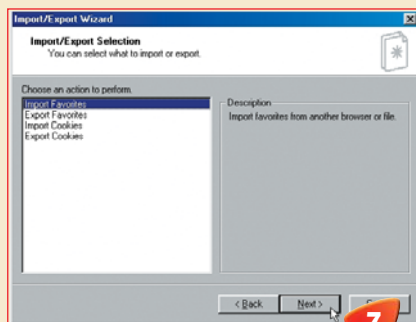 Import/Export Wizard
Import/Export Selection
You can select what to import or export.
Choose an action to perform.
Import Favorites
Export Favorites
Import Cookies
Export Cookies
Description
Import favorites from another browser or file.
< Back
Next >
7